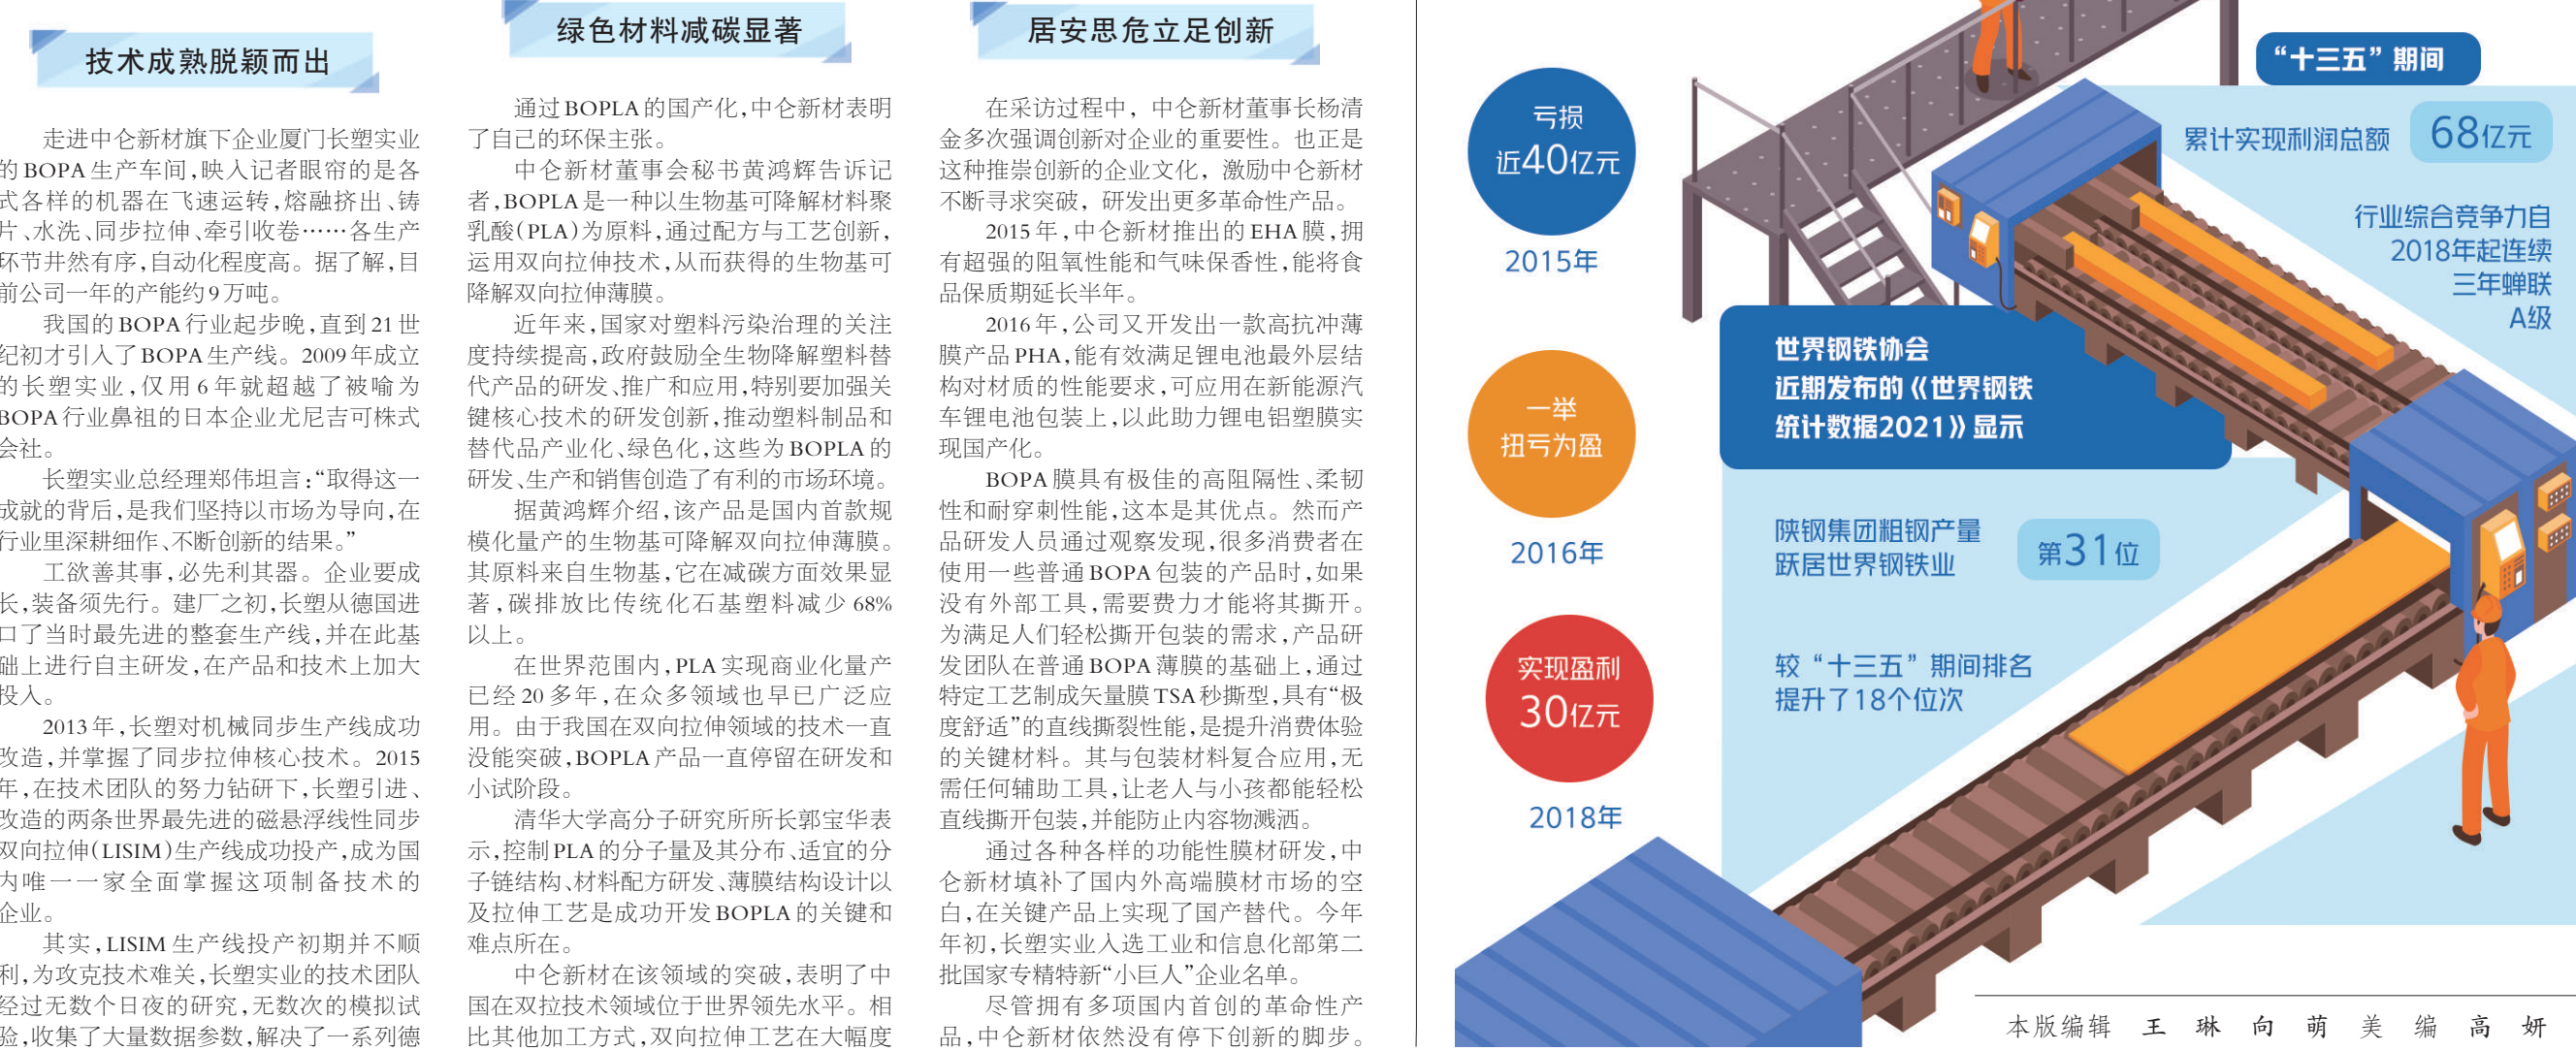 技术成熟脱颖而出
走进中仑新材旗下企业厦门长塑实业
的BOPA生产车间,映入记者眼帘的是各
式各样的机器在飞速运转,熔融挤出、铸
片、水洗、同步拉伸、牵引收卷……各生产
环节井然有序,自动化程度高。据了解,目
前公司一年的产能约9万吨。
我国的BOPA行业起步晚,直到21世
纪初才引入了BOPA生产线。2009年成立
的长塑实业,仅用6年就超越了被喻为
BOPA行业鼻祖的日本企业尤尼吉可株式
会社。
长塑实业总经理郑伟坦言:“取得这一
成就的背后,是我们坚持以市场为导向,在
行业里深耕细作、不断创新的结果。”
工欲善其事,必先利其器。企业要成
长,装备须先行。建厂之初,长塑从德国进
口了当时最先进的整套生产线,并在此基
础上进行自主研发,在产品和技术上加大
投入。
2013年,长塑对机械同步生产线成功
改造,并掌握了同步拉伸核心技术。2015
年,在技术团队的努力钻研下,长塑引进、
改造的两条世界最先进的磁悬浮线性同步
双向拉伸(LISIM)生产线成功投产,成为国
内唯一一家全面掌握这项制备技术的
企业。
其实,LISIM生产线投产初期并不顺
利,为攻克技术难关,长塑实业的技术团队
经过无数个日夜的研究,无数次的模拟试
验,收集了大量数据参数,解决了一系列德
绿色材料减碳显著
通过BOPLA的国产化,中仑新材表明
了自己的环保主张。
中仑新材董事会秘书黄鸿辉告诉记
者,BOPLA是一种以生物基可降解材料聚
乳酸(PLA)为原料,通过配方与工艺创新,
运用双向拉伸技术,从而获得的生物基可
降解双向拉伸薄膜。
近年来,国家对塑料污染治理的关注
度持续提高,政府鼓励全生物降解塑料替
代产品的研发、推广和应用,特别要加强关
键核心技术的研发创新,推动塑料制品和
替代品产业化、绿色化,这些为BOPLA的
研发、生产和销售创造了有利的市场环境。
据黄鸿辉介绍,该产品是国内首款规
模化量产的生物基可降解双向拉伸薄膜。
其原料来自生物基,它在减碳方面效果显
著,碳排放比传统化石基塑料减少68%
以上。
在世界范围内,PLA实现商业化量产
已经20多年,在众多领域也早已广泛应
用。由于我国在双向拉伸领域的技术一直
没能突破,BOPLA产品一直停留在研发和
小试阶段。
清华大学高分子研究所所长郭宝华表
示,控制PLA的分子量及其分布、适宜的分
子链结构、材料配方研发、薄膜结构设计以
及拉伸工艺是成功开发BOPLA的关键和
难点所在。
中仑新材在该领域的突破,表明了中
国在双拉技术领域位于世界领先水平。相
比其他加工方式,双向拉伸工艺在大幅度
居安思危立足创新
在采访过程中,中仑新材董事长杨清
金多次强调创新对企业的重要性。也正是
这种推崇创新的企业文化,激励中仑新材
不断寻求突破,研发出更多革命性产品。
2015年,中仑新材推出的EHA膜,拥
有超强的阻氧性能和气味保香性,能将食
品保质期延长半年。
2016年,公司又开发出一款高抗冲薄
膜产品PHA,能有效满足锂电池最外层结
构对材质的性能要求,可应用在新能源汽
车锂电池包装上,以此助力锂电铝塑膜实
现国产化。
BOPA膜具有极佳的高阻隔性、柔韧
性和耐穿刺性能,这本是其优点。然而产
品研发人员通过观察发现,很多消费者在
使用一些普通BOPA包装的产品时,如果
没有外部工具,需要费力才能将其撕开。
为满足人们轻松撕开包装的需求,产品研
发团队在普通BOPA薄膜的基础上,通过
特定工艺制成矢量膜TSA秒撕型,具有“极
度舒适”的直线撕裂性能,是提升消费体验
的关键材料。其与包装材料复合应用,无
需任何辅助工具,让老人与小孩都能轻松
直线撕开包装,并能防止内容物溅洒。
通过各种各样的功能性膜材研发,中
仑新材填补了国内外高端膜材市场的空
白,在关键产品上实现了国产替代。今年
年初,长塑实业入选工业和信息化部第二
批国家专精特新“小巨人”企业名单。
尽管拥有多项国内首创的革命性产
品,中仑新材依然没有停下创新的脚步。
亏损
近40亿元
2015年
一举
扭亏为盈
2016年
实现盈利
30亿元
2018年
“十三五”期间
累计实现利润总额 68亿元
行业综合竞争力自
2018年起连续
三年蝉联
A级
世界钢铁协会
近期发布的《世界钢铁
统计数据2021》显示
陕钢集团粗钢产量
跃居世界钢铁业
第31位
较“十三五”期间排名
提升了18个位次
本版编辑 王 琳 向 萌 美 编 高 妍